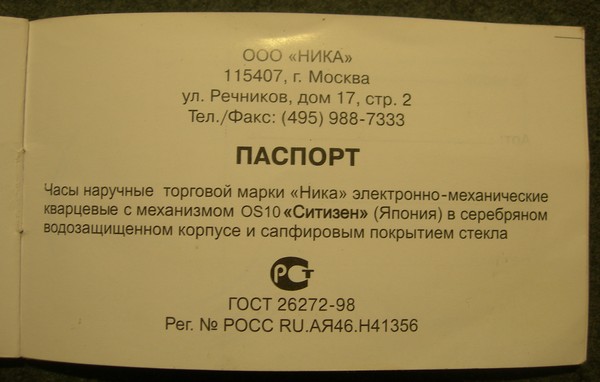 ООО «НИКА»
115407, г. Москва
ул. Речников, дом 17, стр. 2
Тел./Факс: (495) 988-7333
ПАСПОРТ
Часы наручные торговой марки «Ника» электронно-механические
кварцевые с механизмом OS10 «Ситизен» (Япония) в серебряном
водозащищенном корпусе и сапфировым покрытием стекла
РСТ
ГОСТ 26272-98
Рег. № РОСС RU.АЯ46.Н41356